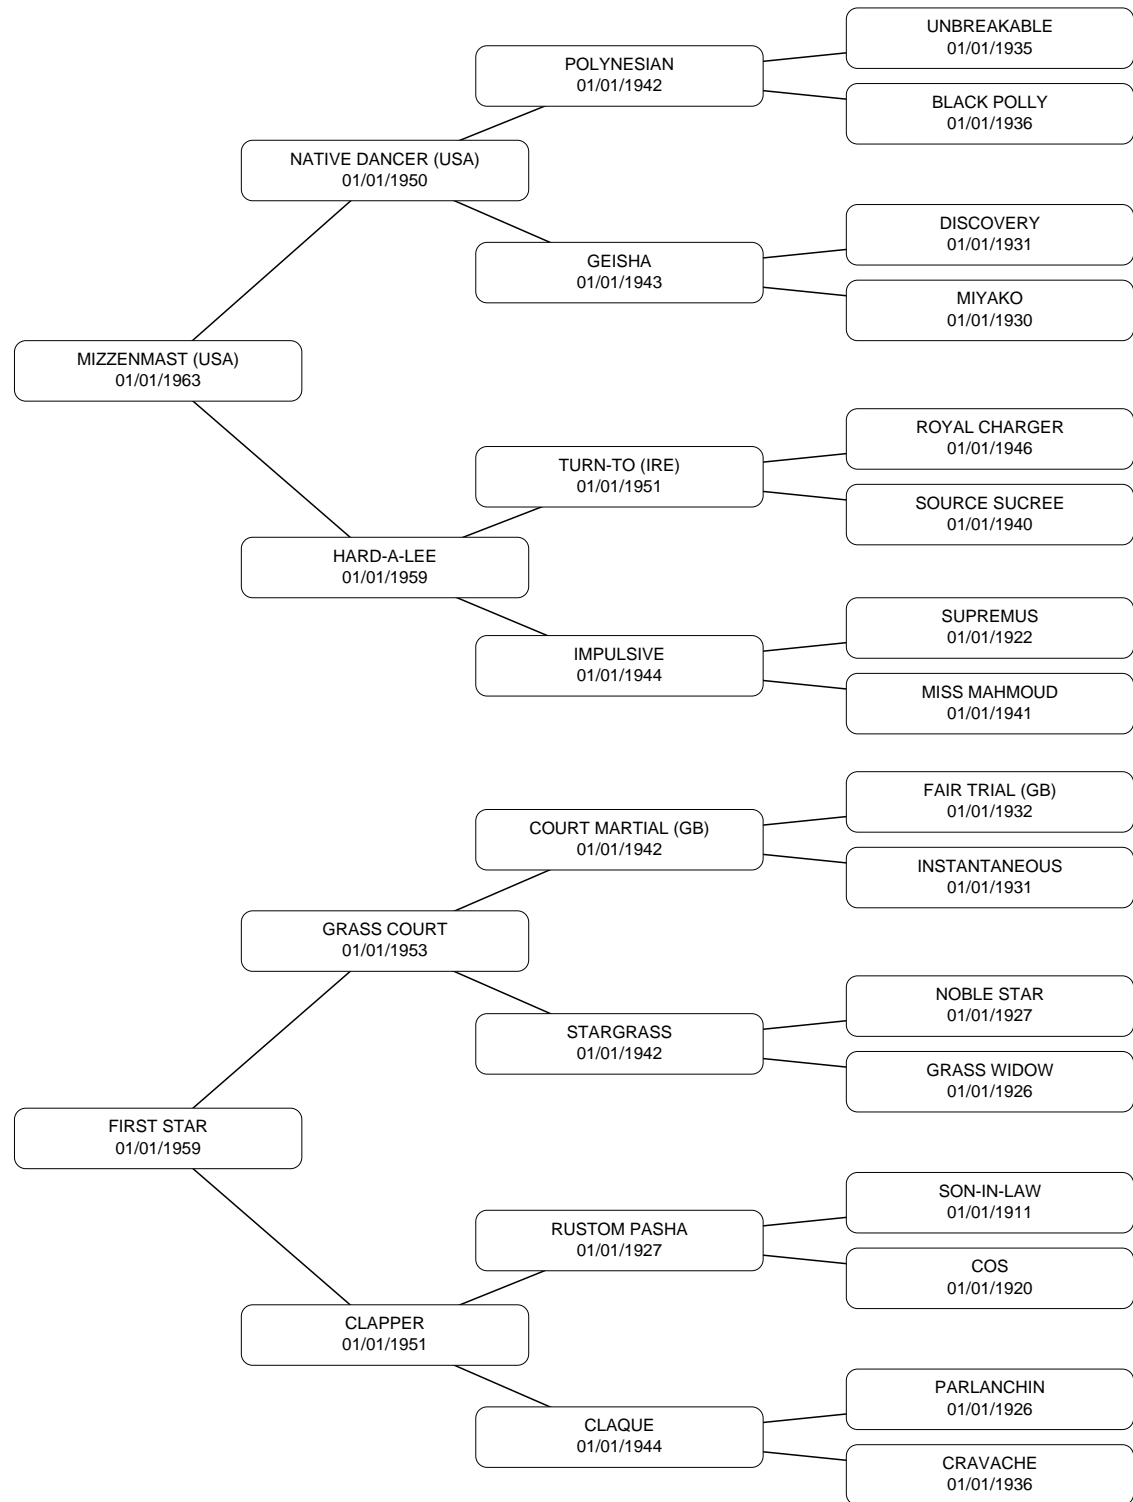 UNBREAKABLE
01/01/1935
POLYNESIAN
01/01/1942
BLACK POLLY
01/01/1936
NATIVE DANCER (USA)
01/01/1950
DISCOVERY
01/01/1931
GEISHA
01/01/1943
MIYAKO
01/01/1930
MIZZENMAST (USA)
01/01/1963
ROYAL CHARGER
01/01/1946
TURN-TO (IRE)
01/01/1951
SOURCE SUCREE
01/01/1940
HARD-A-LEE
01/01/1959
SUPREMUS
01/01/1922
IMPULSIVE
01/01/1944
MISS MAHMOUD
01/01/1941
FAIR TRIAL (GB)
01/01/1932
COURT MARTIAL (GB)
01/01/1942
INSTANTANEOUS
01/01/1931
GRASS COURT
01/01/1953
NOBLE STAR
01/01/1927
STARGRASS
01/01/1942
GRASS WIDOW
01/01/1926
FIRST STAR
01/01/1959
SON-IN-LAW
01/01/1911
RUSTOM PASHA
01/01/1927
COS
01/01/1920
CLAPPER
01/01/1951
PARLANCHIN
01/01/1926
CLAQUE
01/01/1944
CRAVACHE
01/01/1936